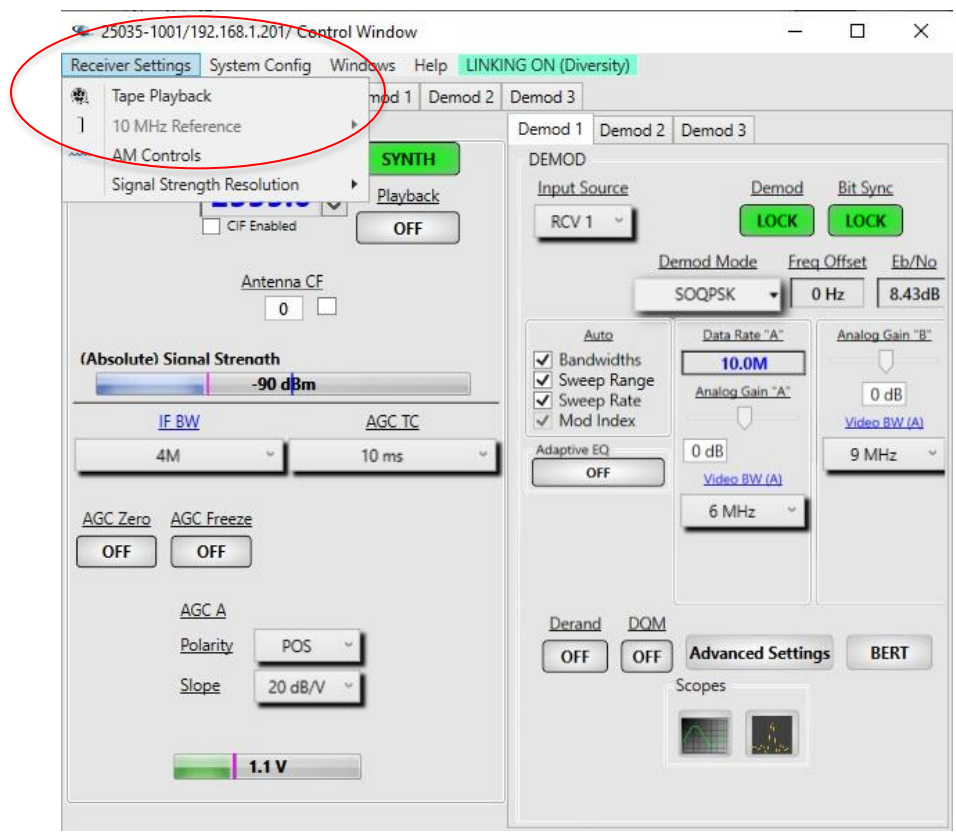 25035-1001/192.168.1.201/ Control Window
Receiver Settings System Config Windows Help LINKING ON (Diversity)
Tape Playback
10 MHz Reference
AM Controls
Signal Strength Resolution
Demod 2 Demod 3
SYNTH
Playback
OFF
CIF Enabled
Antenna CF
0
(Absolute) Signal Strength
-90 dBm
IF BW AGC TC
4M 10 ms
AGC Zero AGC Freeze
OFF OFF
AGC A
Polarity POS
Slope 20 dB/V
1.1 V
Demod 1 Demod 2 Demod 3
DEMOD
Input Source Demod Bit Sync
RCV 1 LOCK LOCK
Demod Mode Freq Offset Eb/No
SOQPSK 0 Hz 8.43dB
Auto
Bandwidths
Sweep Range
Sweep Rate
Mod Index
Adaptive EQ
OFF
Data Rate "A"
10.0M
Analog Gain "A"
0 dB
Video BW (A)
6 MHz
Analog Gain "B"
0 dB
Video BW (A)
9 MHz
Derand DQM
OFF OFF Advanced Settings BERT
Scopes